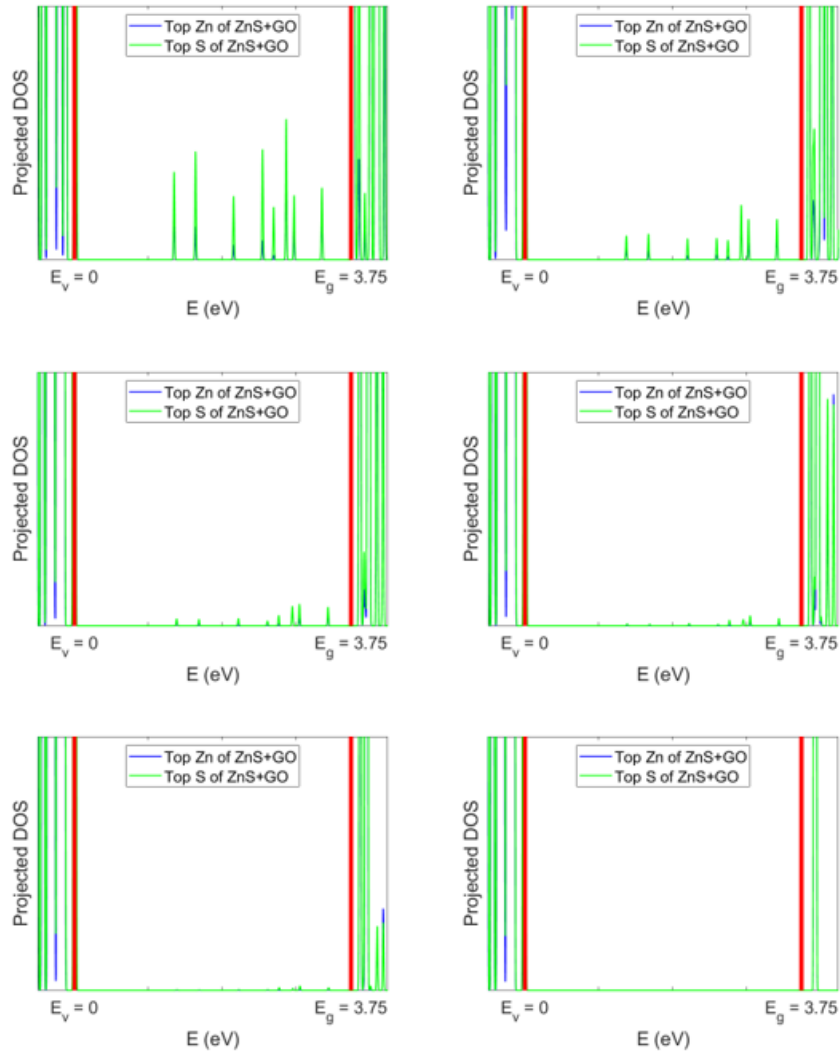 Top Zn of ZnS+GO
Top S of ZnS+GO
Projected DOS
E_v = 0
E_g = 3.75
E (eV)
Top Zn of ZnS+GO
Top S of ZnS+GO
Projected DOS
E_v = 0
E_g = 3.75
E (eV)
Top Zn of ZnS+GO
Top S of ZnS+GO
Projected DOS
E_v = 0
E_g = 3.75
E (eV)
Top Zn of ZnS+GO
Top S of ZnS+GO
Projected DOS
E_v = 0
E_g = 3.75
E (eV)
Top Zn of ZnS+GO
Top S of ZnS+GO
Projected DOS
E_v = 0
E_g = 3.75
E (eV)
Top Zn of ZnS+GO
Top S of ZnS+GO
Projected DOS
E_v = 0
E_g = 3.75
E (eV)